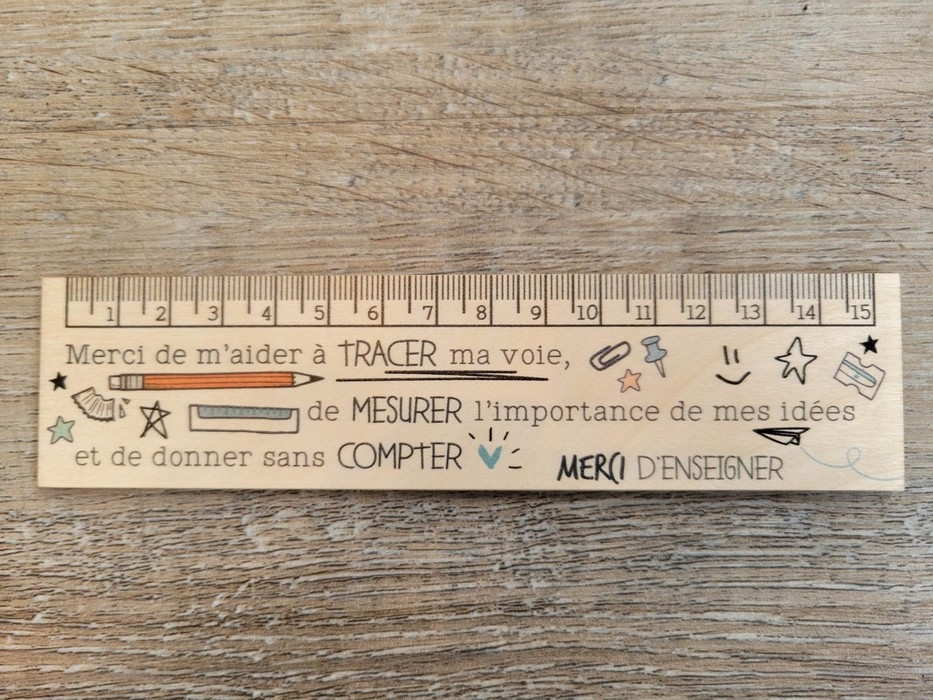 1 2 3 4 5 6 7 8 9 10 11 12 13 14 15
Merci de m'aider à TRACER ma voie,
de MESURER l'importance de mes idées
et de donner sans COMPTER
MERCI D'ENSEIGNER